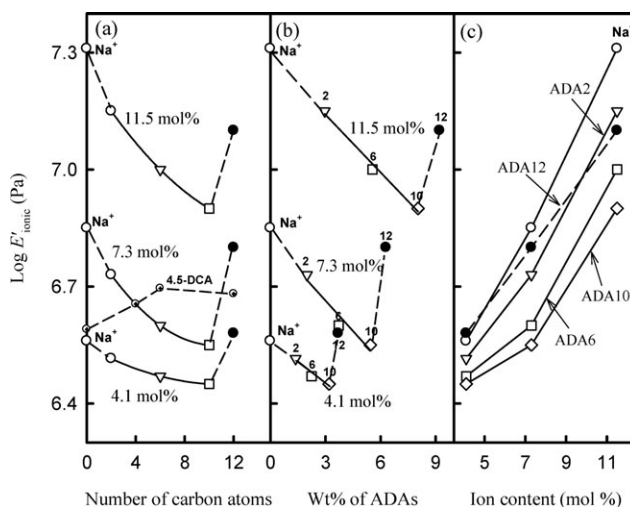 (a)
(b)
(c)
Log E′ionic (Pa)
7.3
7.0
6.7
6.4
Na+
11.5 mol%
Na+
7.3 mol%
4.5-DCA
Na+
4.1 mol%
0 4 8 12
Number of carbon atoms
Na+
2
12
11.5 mol%
6
10
Na+
2
12
7.3 mol%
6
12
10
2
6
10
4.1 mol%
0 3 6 9
Wt% of ADAs
Na
ADA2
ADA12
ADA10
ADA6
5 7 9 11
Ion content (mol %)